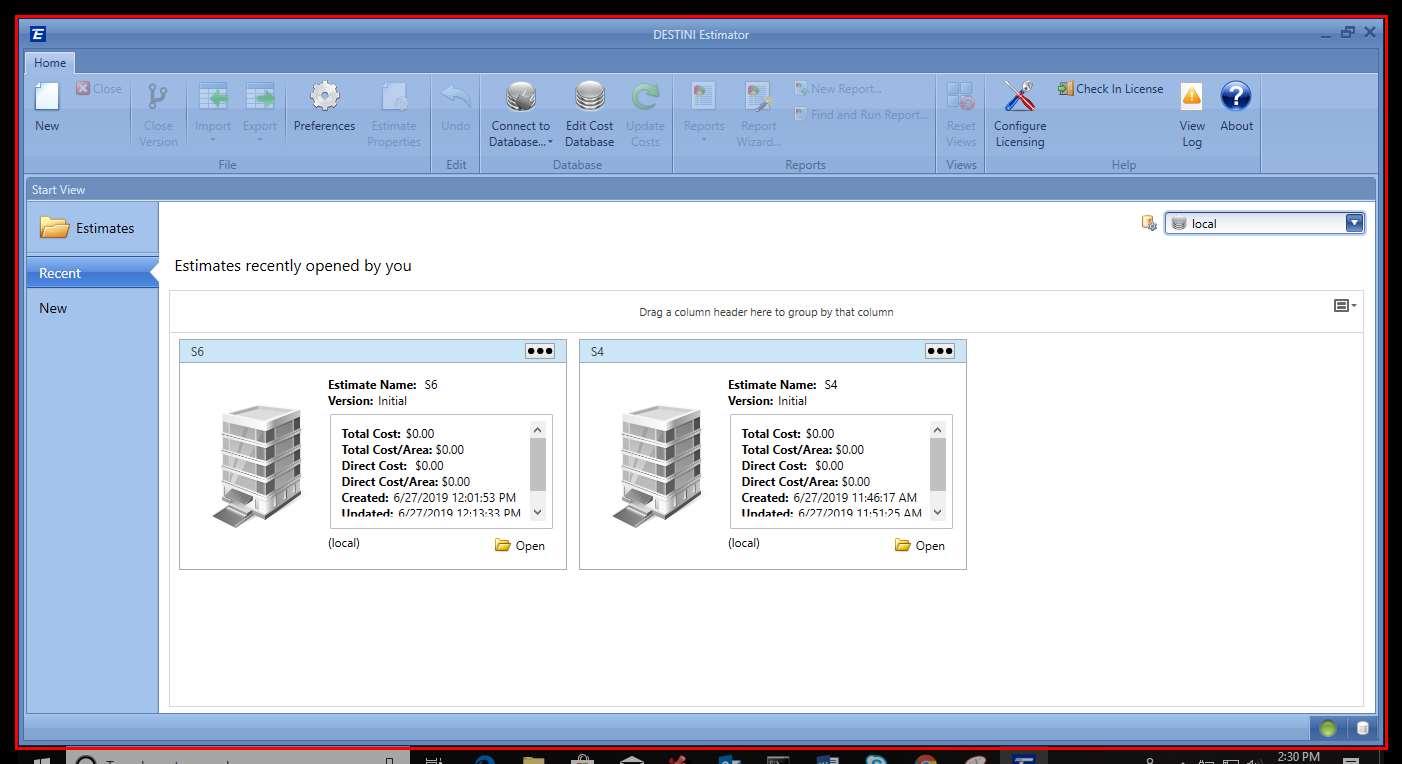 DESTINI Estimator
Home
New
Close
Close Version
Import
Export
Preferences
Estimate Properties
File
Undo
Edit
Connect to Database...
Edit Cost Database
Update Costs
Database
Reports
Report Wizard...
New Report...
Find and Run Report...
Reports
Reset Views
Views
Configure Licensing
Check In License
View Log
About
Help
Start View
Estimates
Recent
New
local
Estimates recently opened by you
Drag a column header here to group by that column
S6
Estimate Name: S6
Version: Initial
Total Cost: $0.00
Total Cost/Area: $0.00
Direct Cost: $0.00
Direct Cost/Area: $0.00
Created: 6/27/2019 12:01:53 PM
Updated: 6/27/2019 12:13:33 PM
(local)
Open
S4
Estimate Name: S4
Version: Initial
Total Cost: $0.00
Total Cost/Area: $0.00
Direct Cost: $0.00
Direct Cost/Area: $0.00
Created: 6/27/2019 11:46:17 AM
Updated: 6/27/2019 11:51:25 AM
(local)
Open
2:30 PM